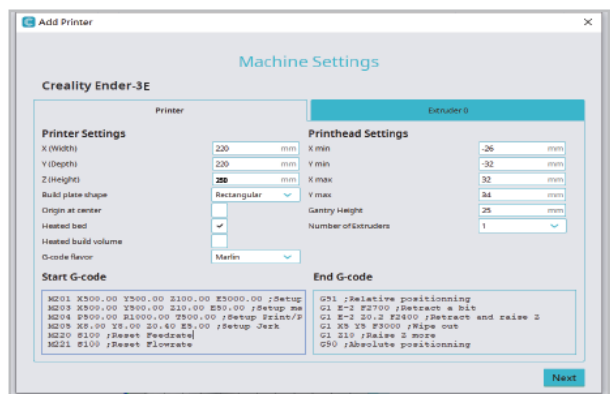 Add Printer
Machine Settings
Creality Ender-3E
Printer
Extruder 0
Printer Settings
X (Width) 220 mm
Y (Depth) 220 mm
Z (Height) 250 mm
Build plate shape Rectangular
Origin at center
Heated bed
Heated build volume
G-code flavor Marlin
Printhead Settings
X min -26 mm
Y min -32 mm
X max 32 mm
Y max 34 mm
Gantry Height 25 mm
Number of Extruders 1
Start G-code
M201 X500.00 Y500.00 Z100.00 E5000.00 ;Setup
M203 X500.00 Y500.00 Z10.00 E50.00 ;Setup me
M204 P500.00 R1000.00 T500.00 ;Setup Print/P
M205 X8.00 Y8.00 Z0.40 E5.00 ;Setup Jerk
M220 S100 ;Reset Feedrate
M221 S100 ;Reset Flowrate
End G-code
G91 ;Relative positionning
G1 E-2 F2700 ;Retract a bit
G1 E-2 Z0.2 F2400 ;Retract and raise Z
G1 X5 Y5 F3000 ;Wipe out
G1 Z10 ;Raise Z more
G90 ;Absolute positionning
Next